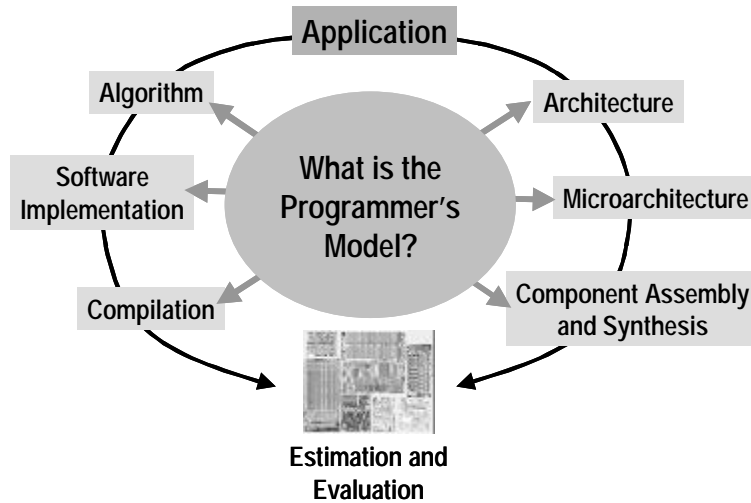 Application
Algorithm
Architecture
What is the
Programmer's
Model?
Software
Implementation
Microarchitecture
Compilation
Component Assembly
and Synthesis
Estimation and
Evaluation